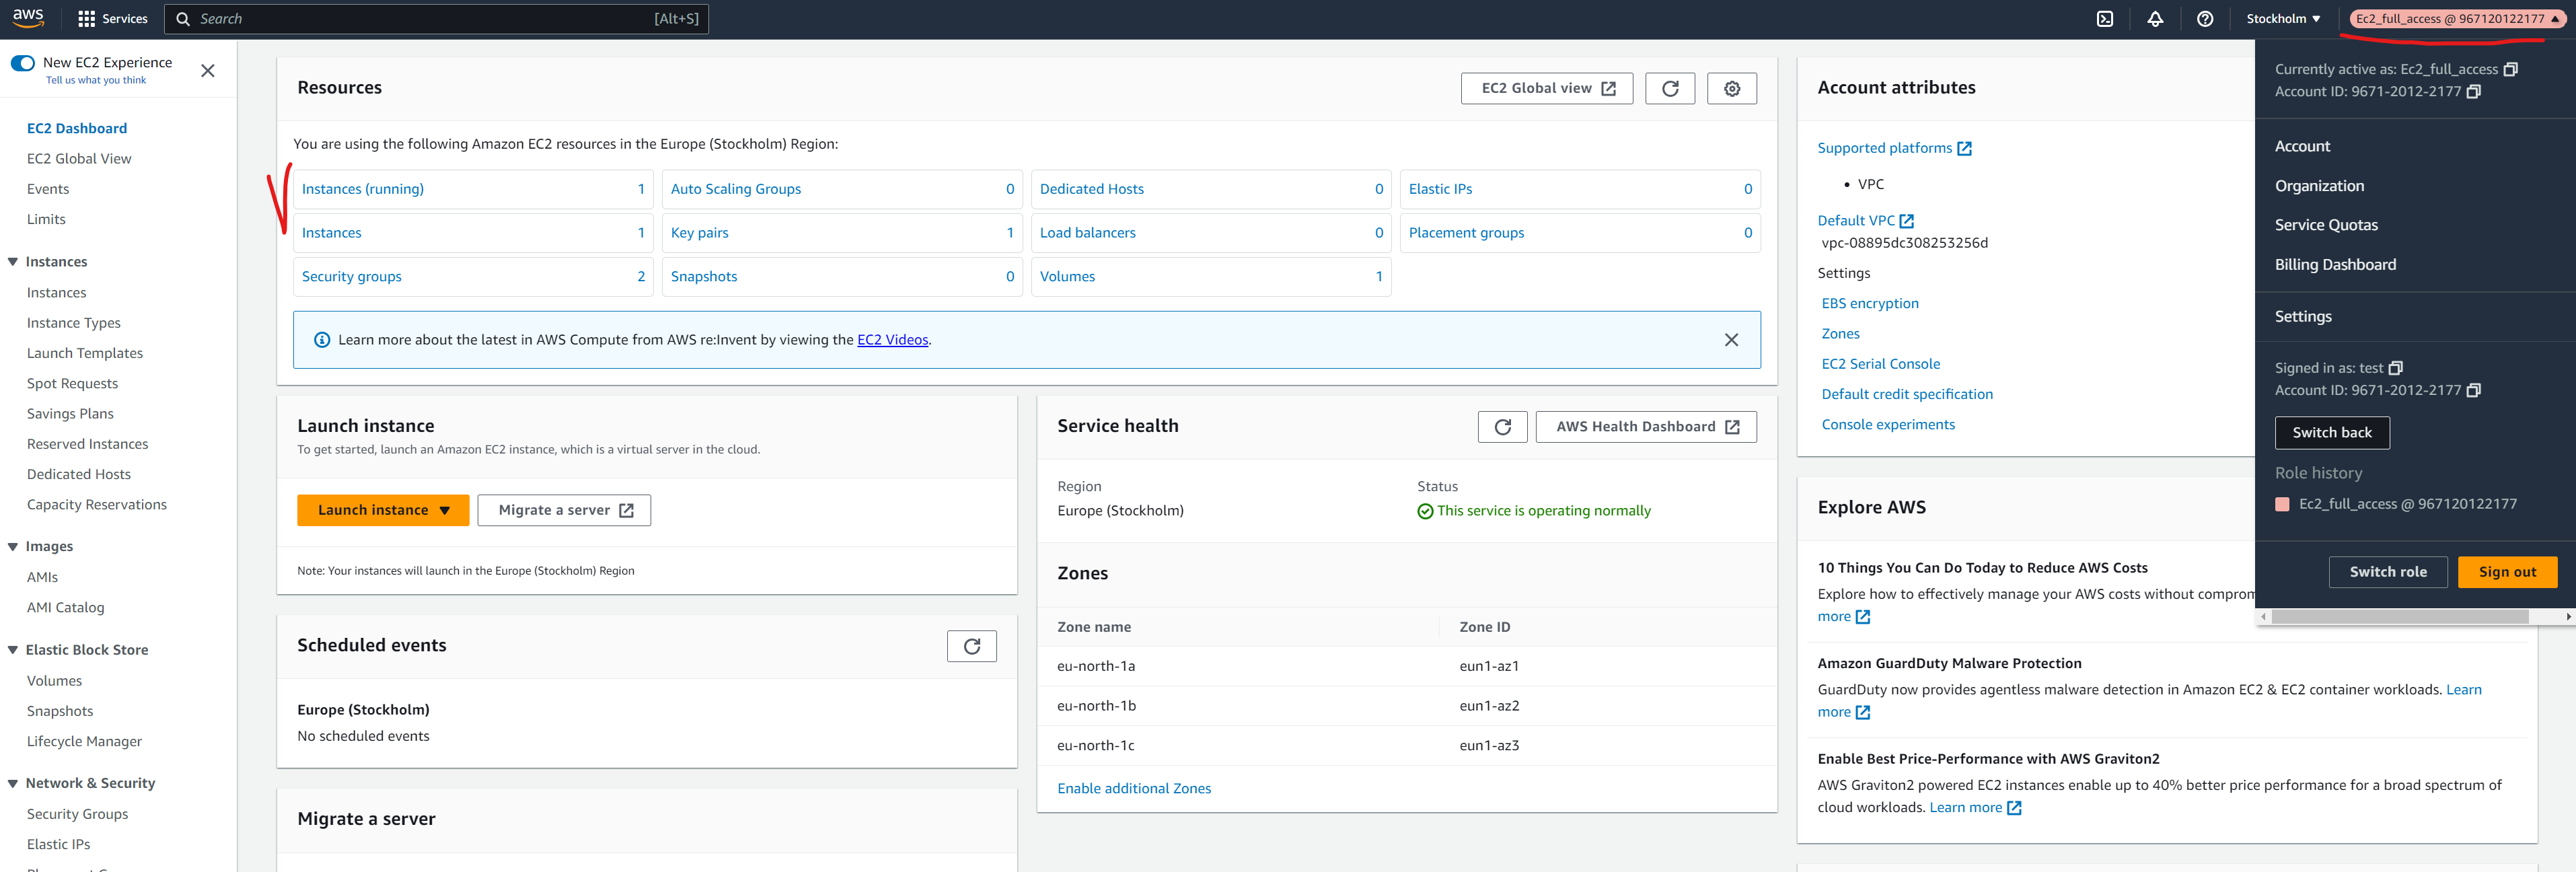 aws
Services
Search
[Alt+S]
Stockholm
Ec2_full_access @ 967120122177
New EC2 Experience
Tell us what you think
EC2 Dashboard
EC2 Global View
Events
Limits
Instances
Instances
Instance Types
Launch Templates
Spot Requests
Savings Plans
Reserved Instances
Dedicated Hosts
Capacity Reservations
Images
AMIs
AMI Catalog
Elastic Block Store
Volumes
Snapshots
Lifecycle Manager
Network & Security
Security Groups
Elastic IPs
Resources
EC2 Global view
You are using the following Amazon EC2 resources in the Europe (Stockholm) Region:
Instances (running) 1
Auto Scaling Groups 0
Dedicated Hosts 0
Elastic IPs 0
Instances 1
Key pairs 1
Load balancers 0
Placement groups 0
Security groups 2
Snapshots 0
Volumes 1
Learn more about the latest in AWS Compute from AWS re:Invent by viewing the EC2 Videos.
Launch instance
To get started, launch an Amazon EC2 instance, which is a virtual server in the cloud.
Launch instance
Migrate a server
Note: Your instances will launch in the Europe (Stockholm) Region
Scheduled events
Europe (Stockholm)
No scheduled events
Migrate a server
Service health
AWS Health Dashboard
Region
Status
Europe (Stockholm)
This service is operating normally
Zones
Zone name
Zone ID
eu-north-1a
eun1-az1
eu-north-1b
eun1-az2
eu-north-1c
eun1-az3
Enable additional Zones
Account attributes
Supported platforms
• VPC
Default VPC
vpc-08895dc308253256d
Settings
EBS encryption
Zones
EC2 Serial Console
Default credit specification
Console experiments
Explore AWS
10 Things You Can Do Today to Reduce AWS Costs
Explore how to effectively manage your AWS costs without comprom
more
Amazon GuardDuty Malware Protection
GuardDuty now provides agentless malware detection in Amazon EC2 & EC2 container workloads. Learn
more
Enable Best Price-Performance with AWS Graviton2
AWS Graviton2 powered EC2 instances enable up to 40% better price performance for a broad spectrum of
cloud workloads. Learn more
Currently active as: Ec2_full_access
Account ID: 9671-2012-2177
Account
Organization
Service Quotas
Billing Dashboard
Settings
Signed in as: test
Account ID: 9671-2012-2177
Switch back
Role history
Ec2_full_access @ 967120122177
Switch role
Sign out